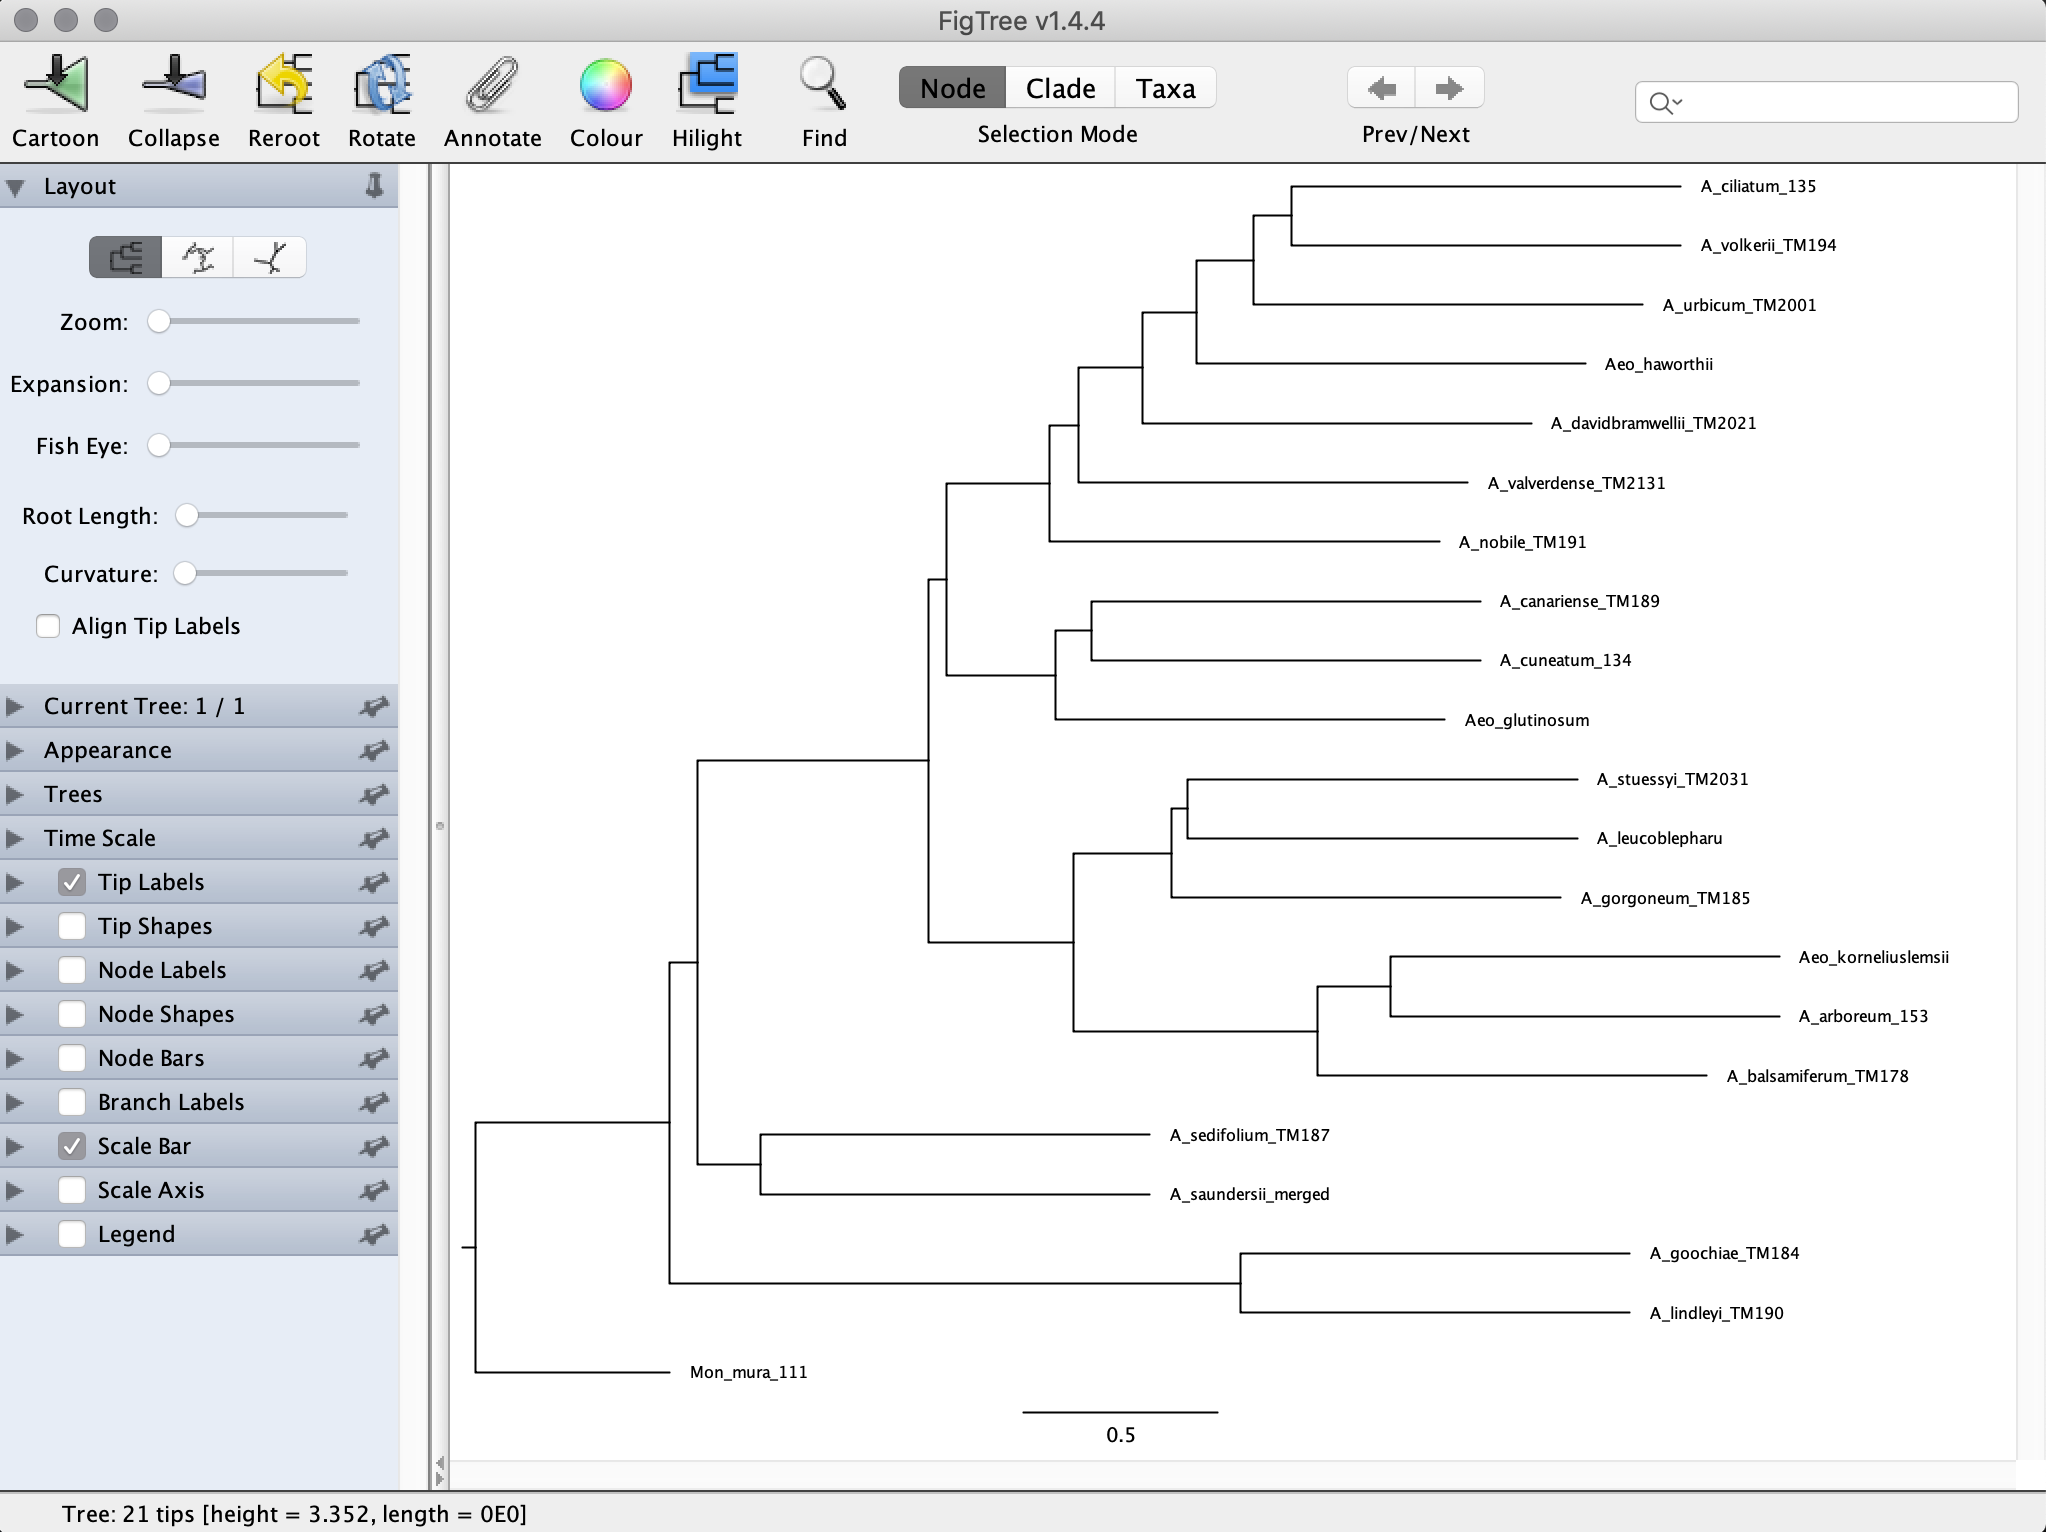 FigTree v1.4.4
Cartoon Collapse Reroot Rotate Annotate Colour Hilight Find
Node Clade Taxa
Selection Mode
Prev/Next
Layout
Zoom:
Expansion:
Fish Eye:
Root Length:
Curvature:
Align Tip Labels
Current Tree: 1 / 1
Appearance
Trees
Time Scale
Tip Labels
Tip Shapes
Node Labels
Node Shapes
Node Bars
Branch Labels
Scale Bar
Scale Axis
Legend
A_ciliatum_135
A_volkerii_TM194
A_urbicum_TM2001
Aeo_haworthii
A_davidbramwellii_TM2021
A_valverdense_TM2131
A_nobile_TM191
A_canariense_TM189
A_cuneatum_134
Aeo_glutinosum
A_stuessyi_TM2031
A_leucoblepharu
A_gorgoneum_TM185
Aeo_korneliuslemsii
A_arboreum_153
A_balsamiferum_TM178
A_sedifolium_TM187
A_saundersii_merged
A_goochiae_TM184
A_lindleyi_TM190
Mon_mura_111
0.5
Tree: 21 tips [height = 3.352, length = 0E0]